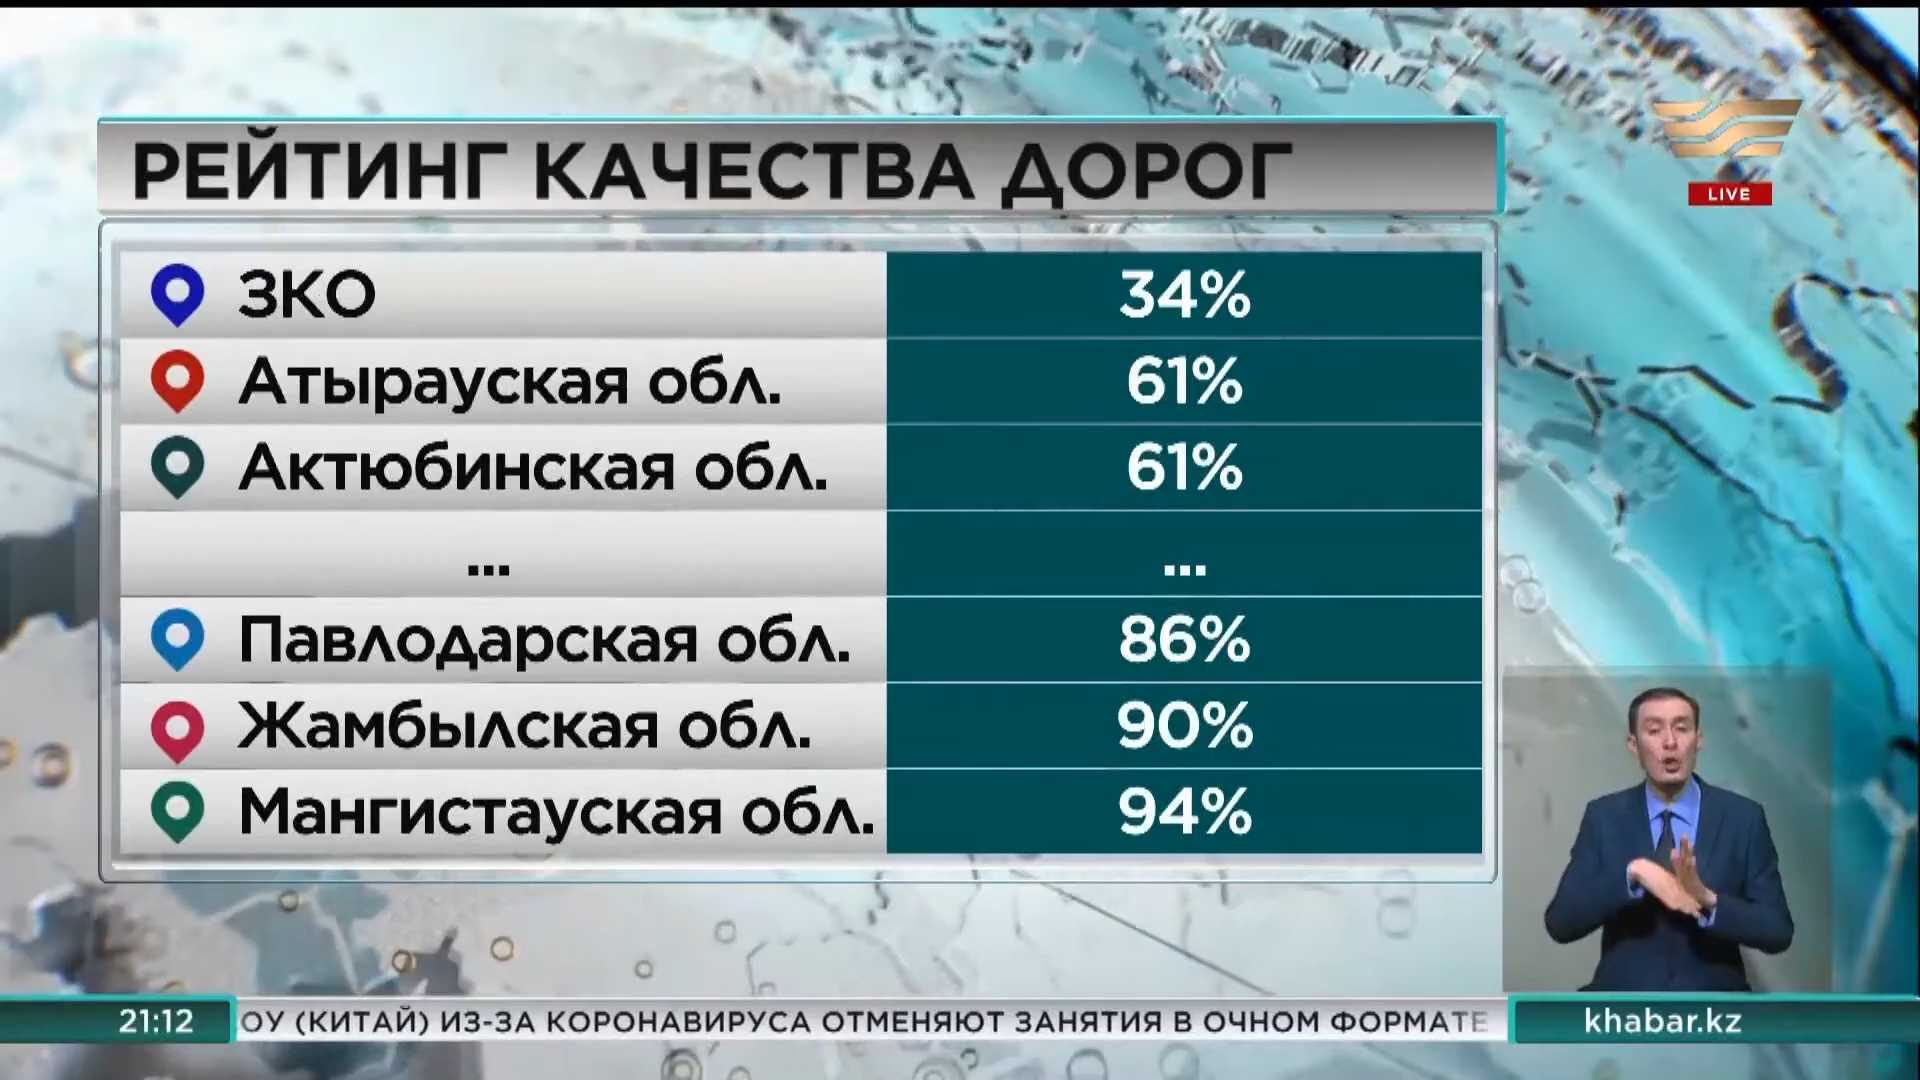 РЕЙТИНГ КАЧЕСТВА ДОРОГ
LIVE
ЗКО 34%
Атырауская обл. 61%
Актюбинская обл. 61%
... ...
Павлодарская обл. 86%
Жамбылская обл. 90%
Мангистауская обл. 94%
21:12 ОУ (КИТАЙ) ИЗ-ЗА КОРОНАВИРУСА ОТМЕНЯЮТ ЗАНЯТИЯ В ОЧНОМ ФОРМАТЕ khabar.kz